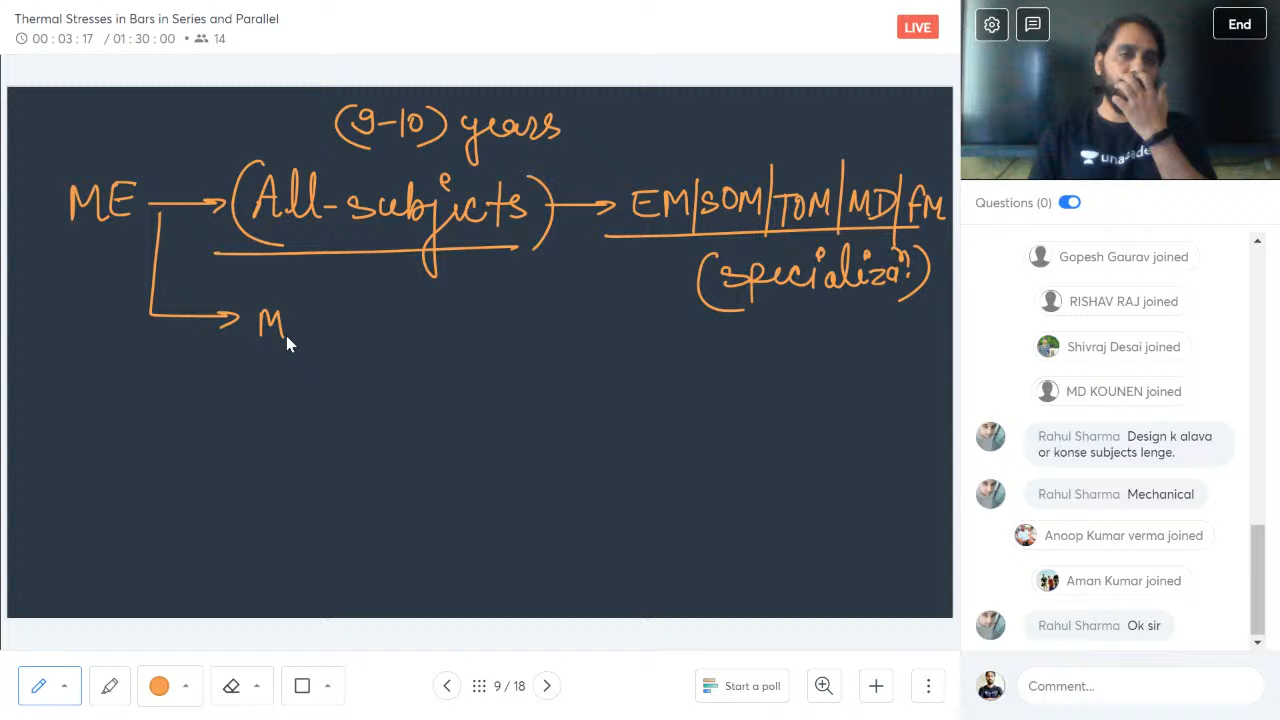 Thermal Stresses in Bars in Series and Parallel
00 : 03 : 17 / 01 : 30 : 00 • 14
LIVE
End
(9-10) years
ME → (All-subjects) → EM/SOM/TOM/MD/FM
(specializaⁿ)
M
Questions (0)
Gopesh Gaurav joined
RISHAV RAJ joined
Shivraj Desai joined
MD KOUNEN joined
Rahul Sharma Design k alava
or konse subjects lenge.
Rahul Sharma Mechanical
Anoop Kumar verma joined
Aman Kumar joined
Rahul Sharma Ok sir
9 / 18
Start a poll
Comment...